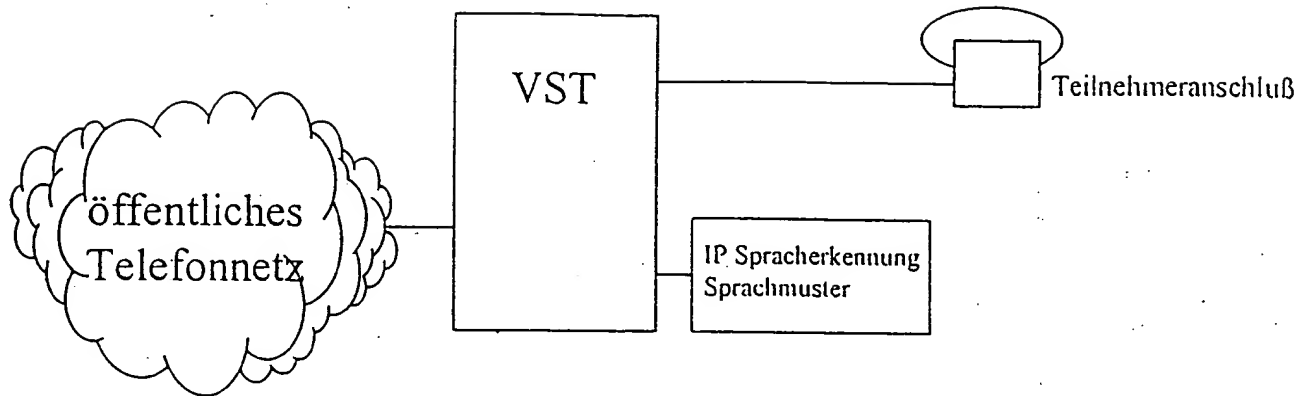 VST
Teilnehmeranschluß
öffentliches
Telefonnetz
IP Spracherkennung
Sprachmuster